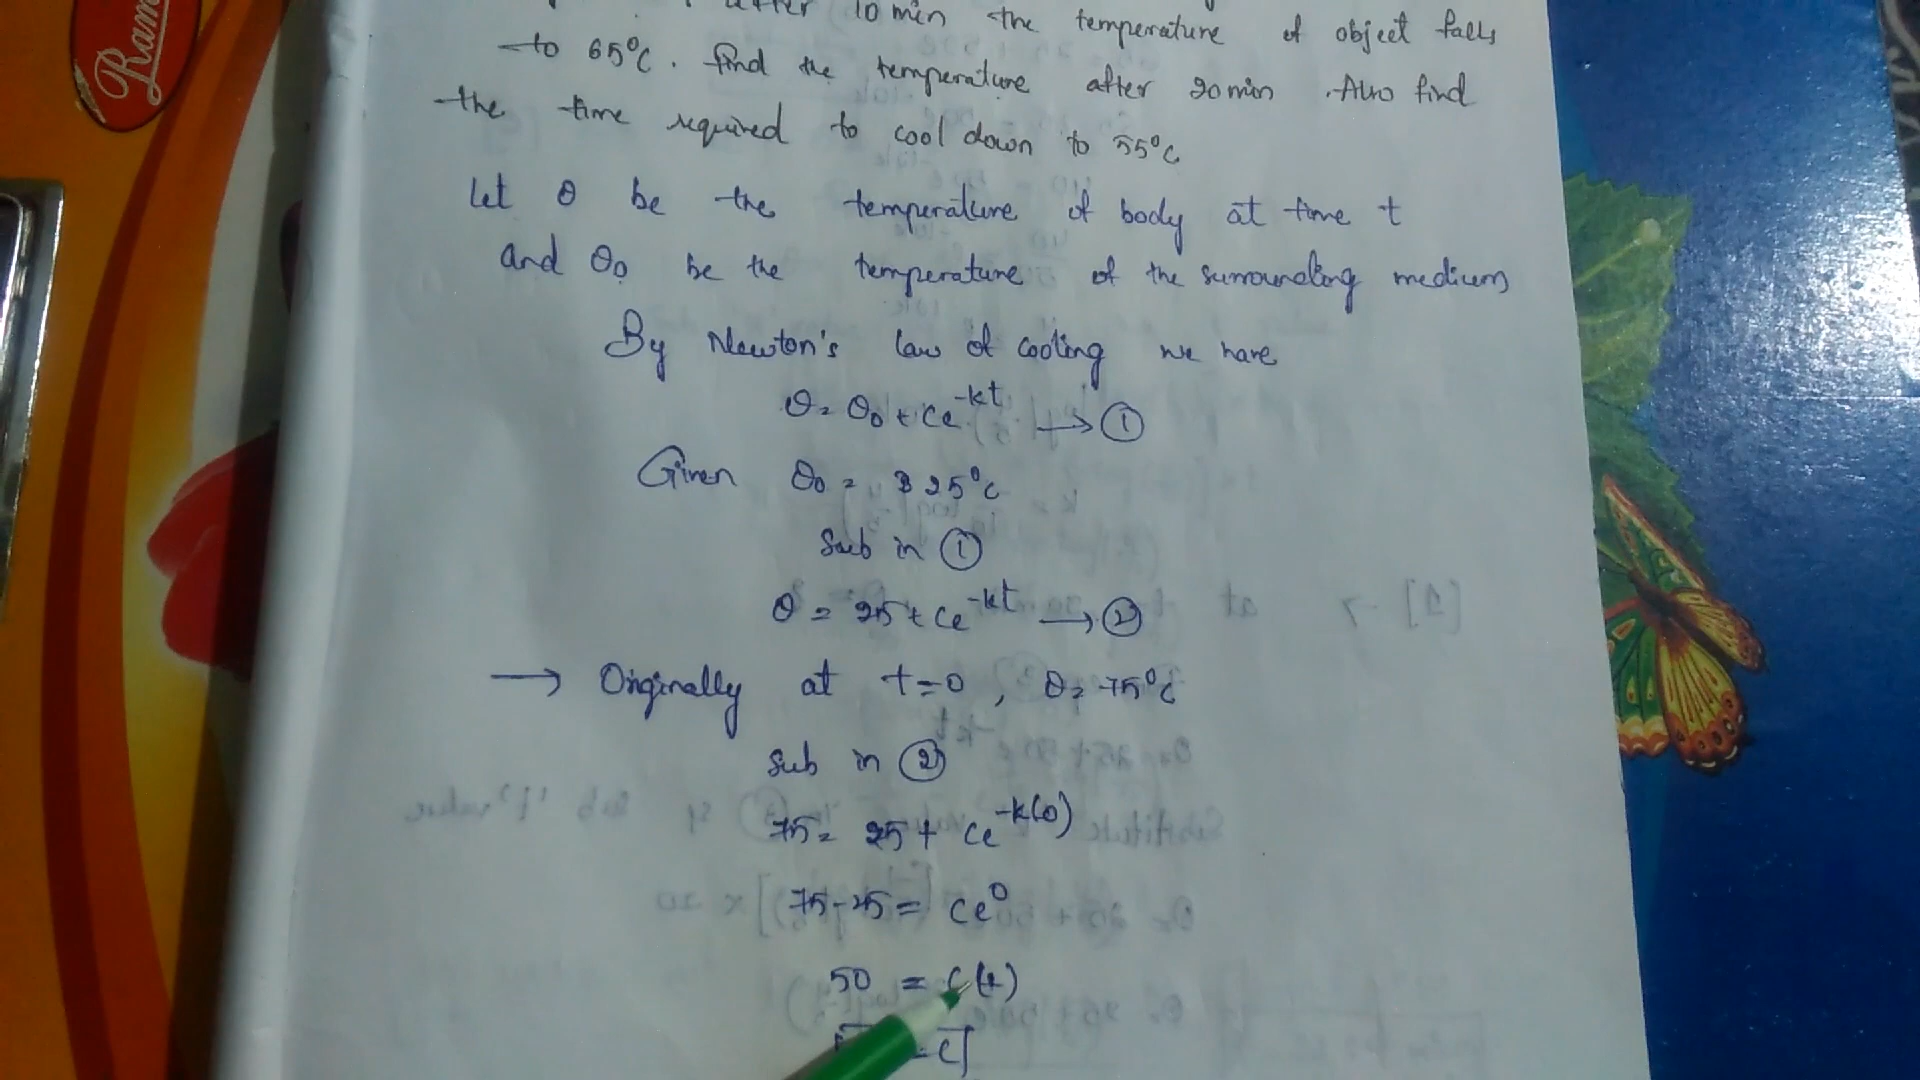 Ram
after 10 min the temperature of object falls
to 65°C. find the temperature after 20min. Also find
the time required to cool down to 55°C
Let θ be the temperature of body at time t
and θ₀ be the temperature of the surrounding medium
By Newton's law of cooling we have
θ = θ₀ + ce^-kt → ①
Given θ₀ = 25°C
Sub in ①
θ = 25 + ce^-kt → ②
→ Originally at t=0, θ = 75°C
Sub in ②
75 = 25 + ce^-k(0)
75-25 = ce^0
50 = c(1)
= c